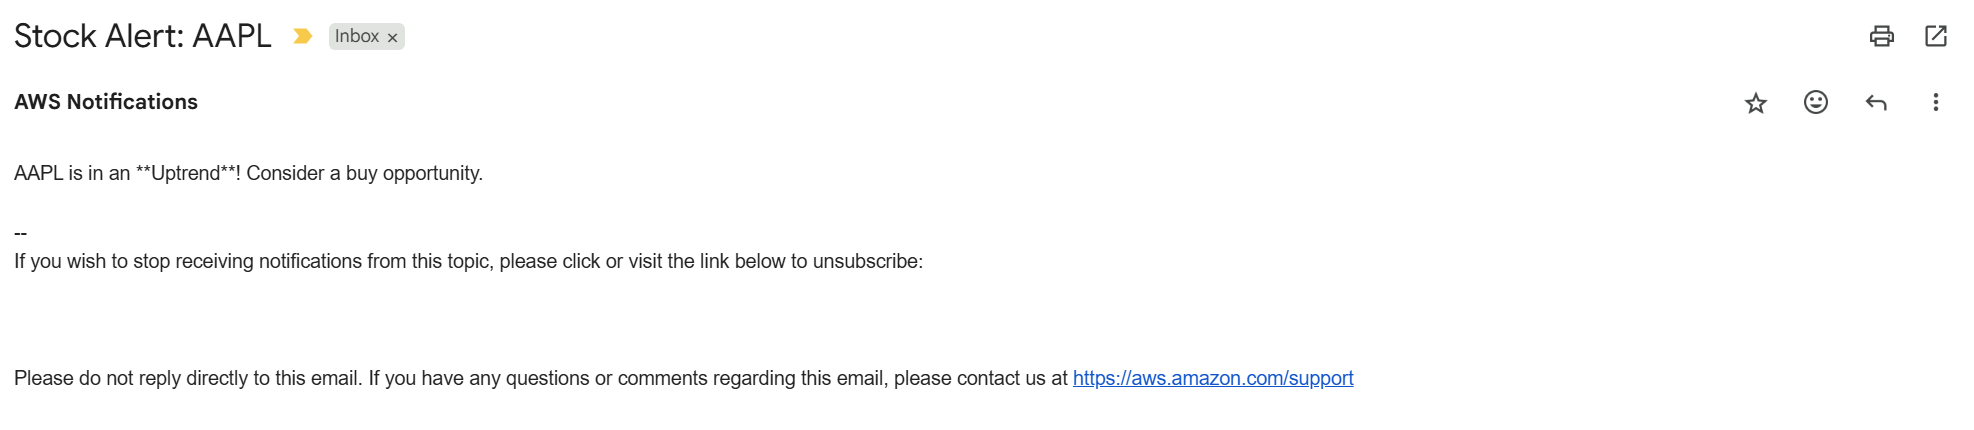 Stock Alert: AAPL Inbox ×
AWS Notifications
AAPL is in an **Uptrend**! Consider a buy opportunity.
--
If you wish to stop receiving notifications from this topic, please click or visit the link below to unsubscribe:
Please do not reply directly to this email. If you have any questions or comments regarding this email, please contact us at https://aws.amazon.com/support